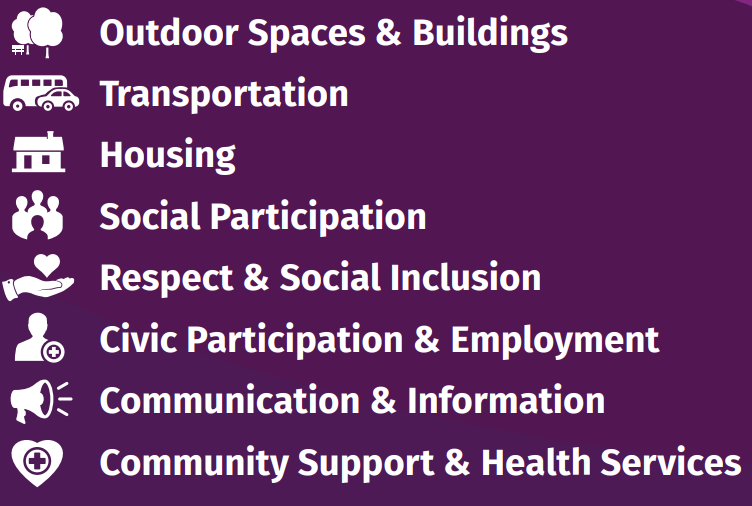 Outdoor Spaces & Buildings
Transportation
Housing
Social Participation
Respect & Social Inclusion
Civic Participation & Employment
Communication & Information
Community Support & Health Services